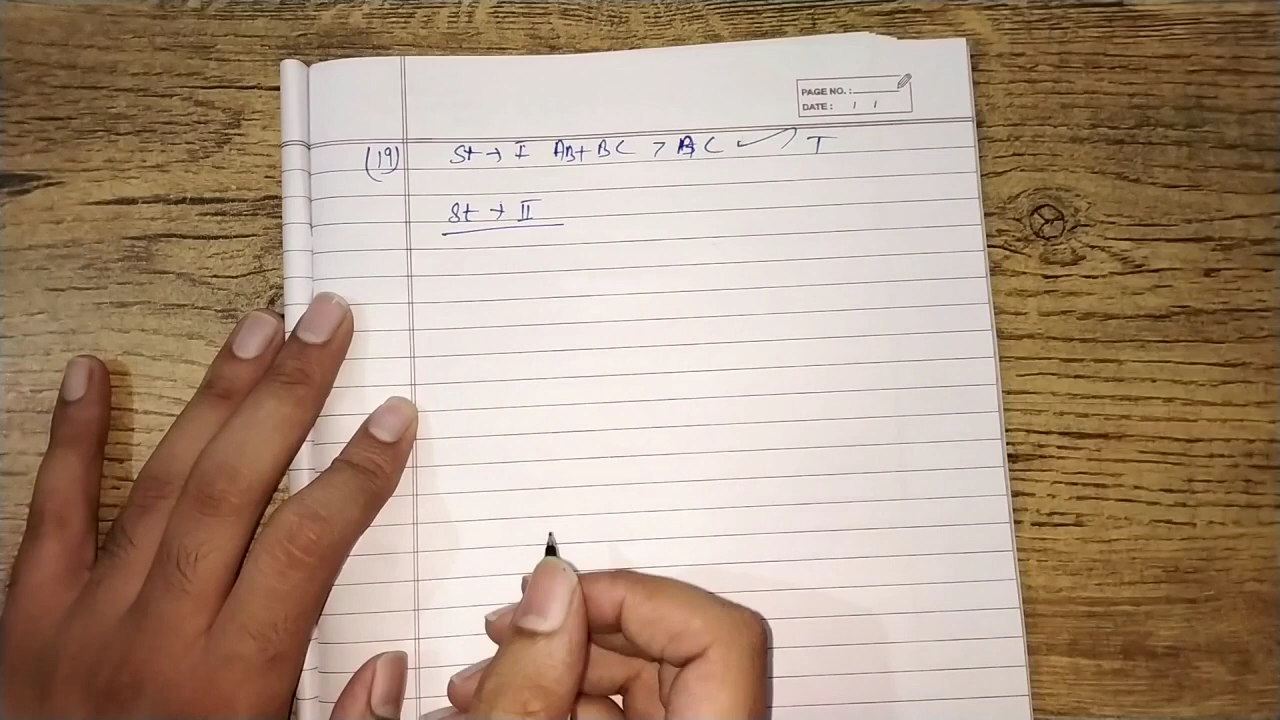 PAGE NO. :
DATE : / /
(19) St → I AB + BC > AC ✓ T
St → II